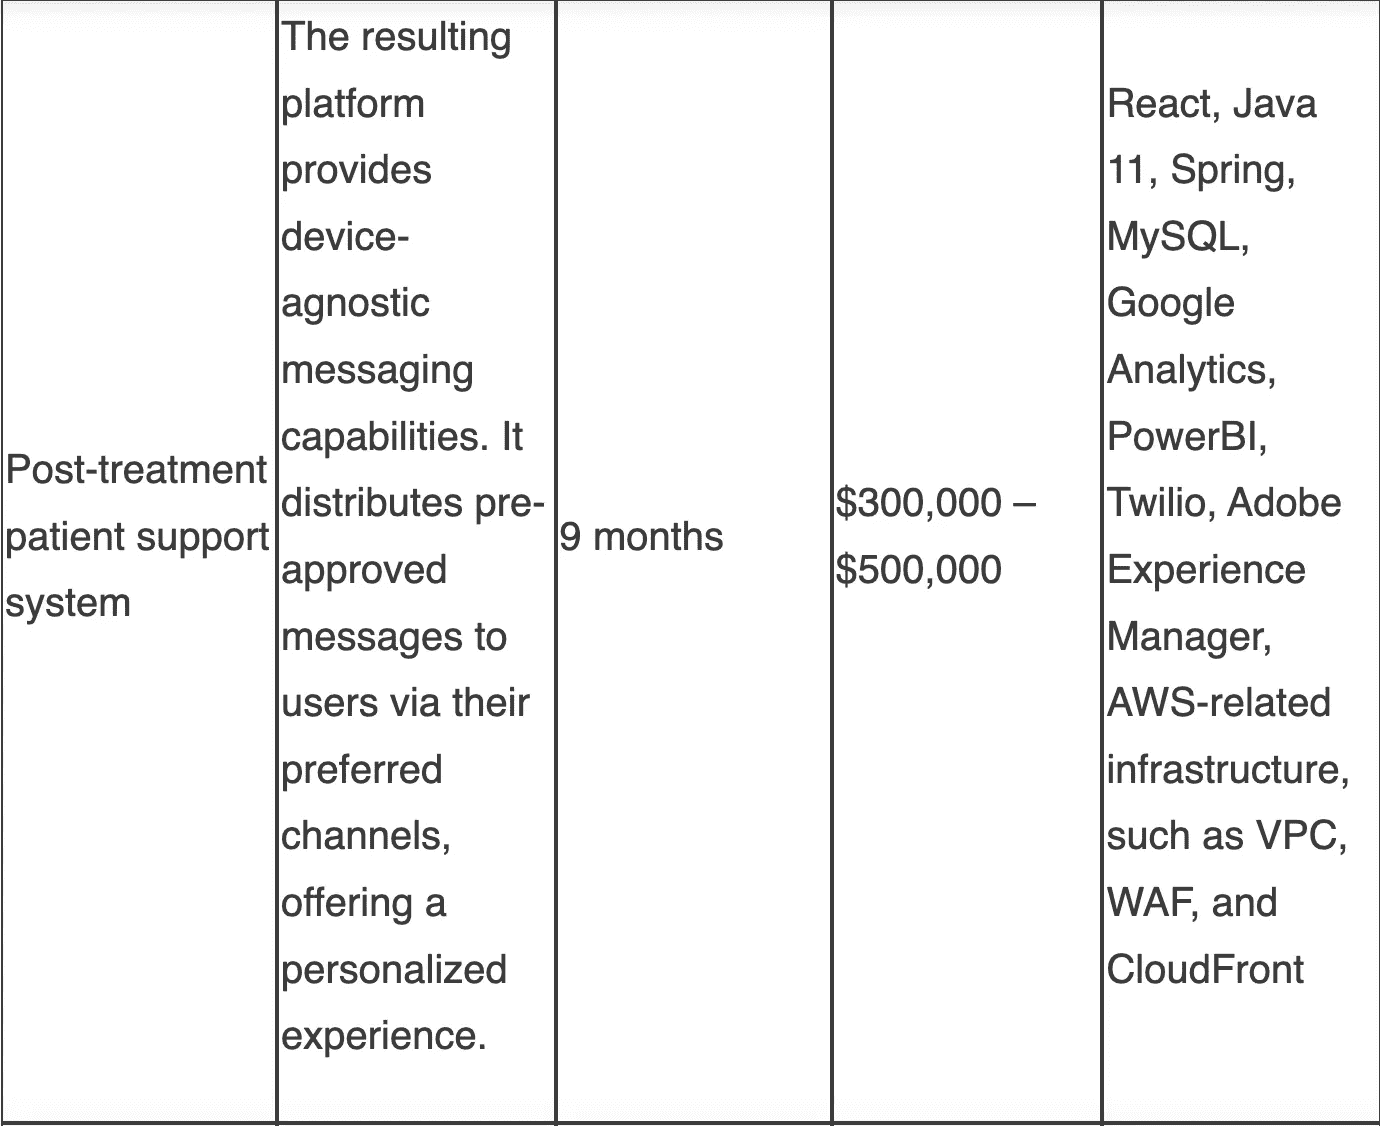 Post-treatment
patient support
system
The resulting
platform
provides
device-
agnostic
messaging
capabilities. It
distributes pre-
approved
messages to
users via their
preferred
channels,
offering a
personalized
experience.
9 months
$300,000 –
$500,000
React, Java
11, Spring,
MySQL,
Google
Analytics,
PowerBI,
Twilio, Adobe
Experience
Manager,
AWS-related
infrastructure,
such as VPC,
WAF, and
CloudFront